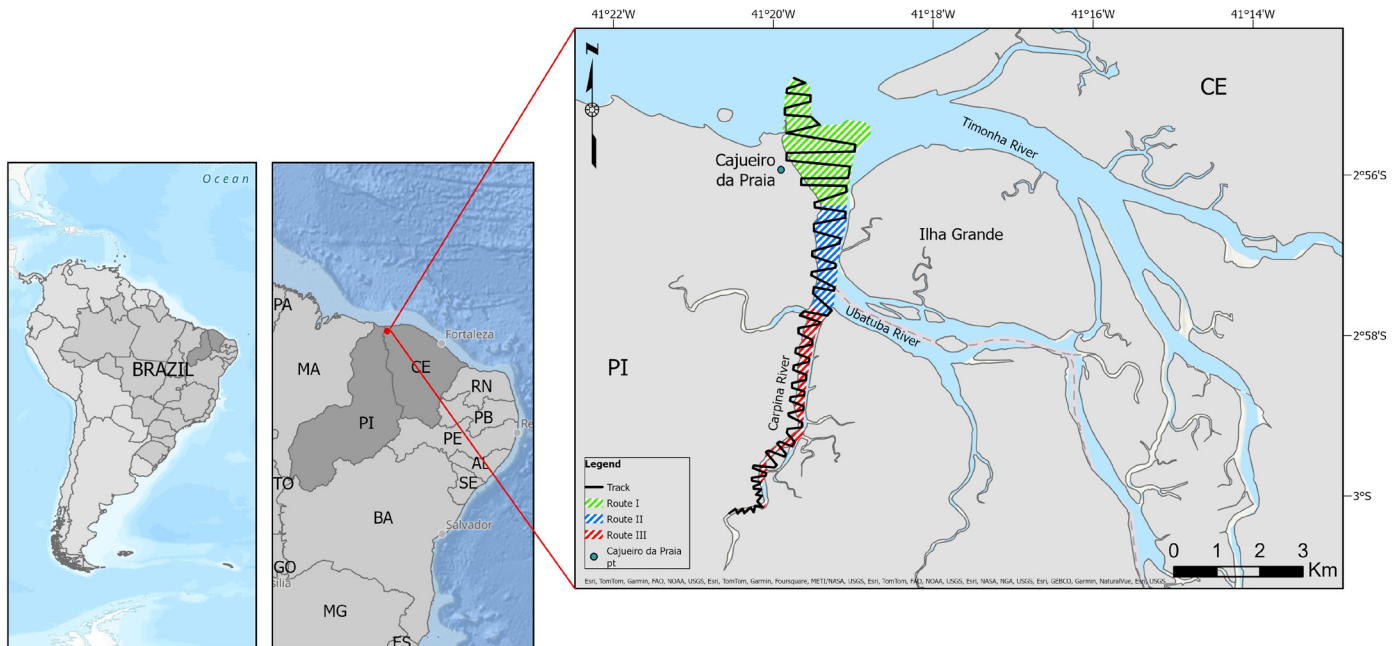 Ocean
BRAZIL
PA
MA
CE
Fortaleza
RN
PB
PI
PE
Re
AL
SE
TO
BA
Salvador
GO
MG
ES
41°22'W
41°20'W
41°18'W
41°16'W
41°14'W
N
CE
Timonha River
Cajueiro
da Praia
2°56'S
Ilha Grande
Ubatuba River
2°58'S
PI
Carpina River
Legend
Track
Route I
Route II
Route III
Cajueiro da Praia
pt
3°S
0 1 2 3
Km
Esri, TomTom, Garmin, FAO, NOAA, USGS, Esri, TomTom, Garmin, Foursquare, METI/NASA, USGS, Esri, TomTom, FAO, NOAA, USGS, Esri, NASA, NGA, USGS, Esri, GEBCO, Garmin, NaturalVue, Esri, USGS